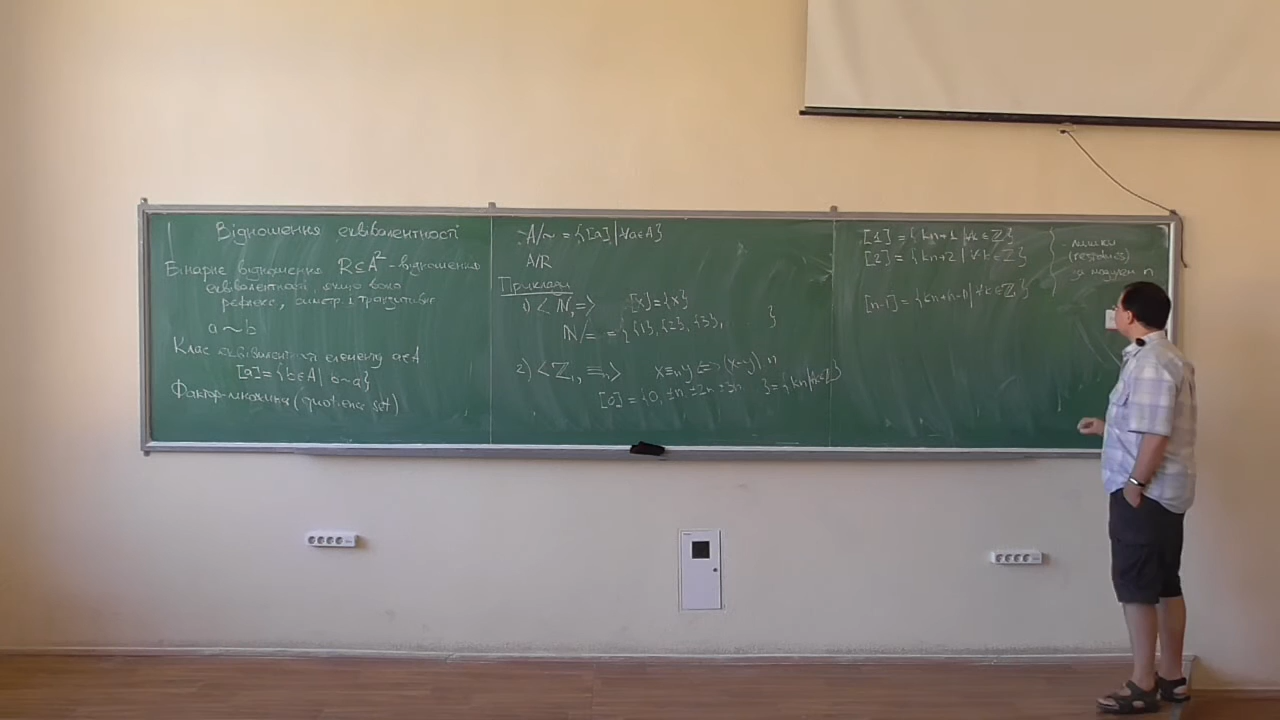 Відношення еквівалентності
Бінарне відношення R⊆A² - відношення
еквівалентності, якщо воно
рефлекс, симетр. і транзитивне
a ~ b
Клас еквівалентності елементу a∈A
[a] = {b∈A | b~a}
Фактор-множина (quotience set)
A/~ = {[a] | ∀a∈A}
A/R
Приклади
1) <ℕ, => [x] = {x}
ℕ/= = {{1}, {2}, {3}, }
2) <ℤ, ≡ₙ> x≡ₙy ⟺ (x-y)⋮n
[0] = {0, ±n, ±2n, ±3n } = {kn | ∀k∈ℤ}
[1] = {kn+1 | ∀k∈ℤ}
[2] = {kn+2 | ∀k∈ℤ}
[n-1] = {kn+n-1 | ∀k∈ℤ}
- лишки
(residues)
за модулем n